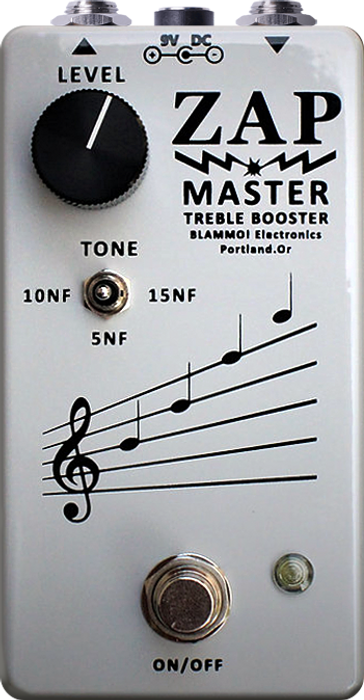 9V DC
LEVEL
ZAP
MASTER
TREBLE BOOSTER
BLAMMO! Electronics
Portland.Or
TONE
10NF
15NF
5NF
ON/OFF